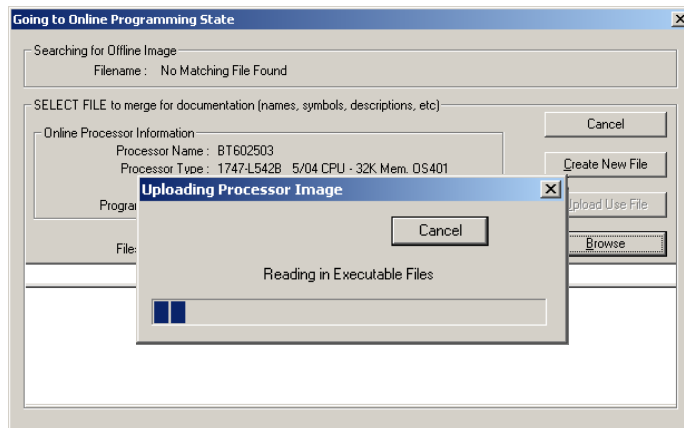 Going to Online Programming State
Searching for Offline Image
Filename : No Matching File Found
SELECT FILE to merge for documentation (names, symbols, descriptions, etc)
Cancel
Online Processor Information
Processor Name : BT602503
Processor Type : 1747-L542B 5/04 CPU - 32K Mem. OS401
Create New File
Uploading Processor Image
Upload Use File
Cancel
Browse
Reading in Executable Files